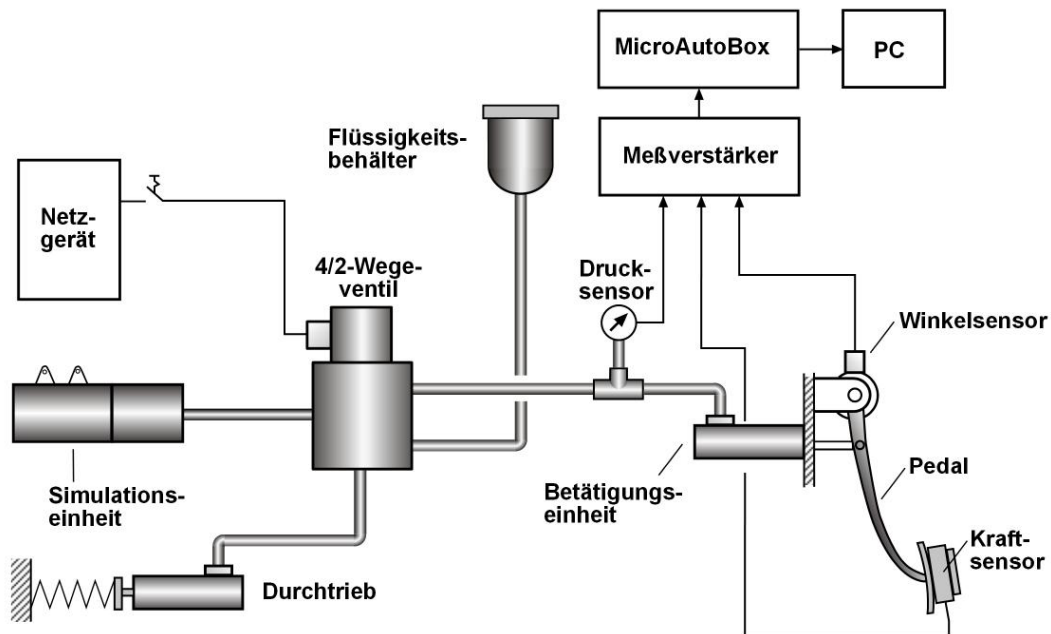 MicroAutoBox
PC
Flüssigkeits-
behälter
Meßverstärker
Netz-
gerät
4/2-Wege-
ventil
Druck-
sensor
Winkelsensor
Simulations-
einheit
Betätigungs-
einheit
Pedal
Kraft-
sensor
Durchtrieb